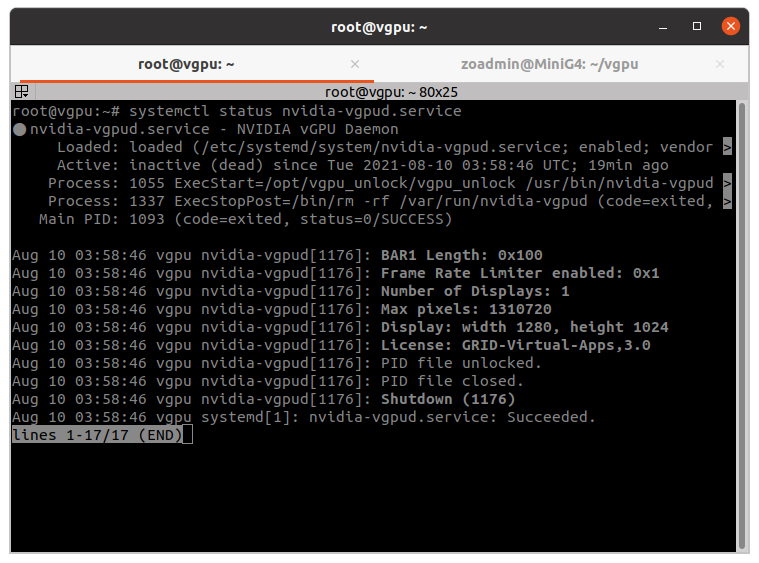 root@vgpu: ~
root@vgpu: ~
zoadmin@MiniG4: ~/vgpu
root@vgpu: ~ 80x25
root@vgpu:~# systemctl status nvidia-vgpud.service
● nvidia-vgpud.service - NVIDIA vGPU Daemon
     Loaded: loaded (/etc/systemd/system/nvidia-vgpud.service; enabled; vendor >
     Active: inactive (dead) since Tue 2021-08-10 03:58:46 UTC; 19min ago
    Process: 1055 ExecStart=/opt/vgpu_unlock/vgpu_unlock /usr/bin/nvidia-vgpud >
    Process: 1337 ExecStopPost=/bin/rm -rf /var/run/nvidia-vgpud (code=exited, >
   Main PID: 1093 (code=exited, status=0/SUCCESS)
Aug 10 03:58:46 vgpu nvidia-vgpud[1176]: BAR1 Length: 0x100
Aug 10 03:58:46 vgpu nvidia-vgpud[1176]: Frame Rate Limiter enabled: 0x1
Aug 10 03:58:46 vgpu nvidia-vgpud[1176]: Number of Displays: 1
Aug 10 03:58:46 vgpu nvidia-vgpud[1176]: Max pixels: 1310720
Aug 10 03:58:46 vgpu nvidia-vgpud[1176]: Display: width 1280, height 1024
Aug 10 03:58:46 vgpu nvidia-vgpud[1176]: License: GRID-Virtual-Apps,3.0
Aug 10 03:58:46 vgpu nvidia-vgpud[1176]: PID file unlocked.
Aug 10 03:58:46 vgpu nvidia-vgpud[1176]: PID file closed.
Aug 10 03:58:46 vgpu nvidia-vgpud[1176]: Shutdown (1176)
Aug 10 03:58:46 vgpu systemd[1]: nvidia-vgpud.service: Succeeded.
lines 1-17/17 (END)